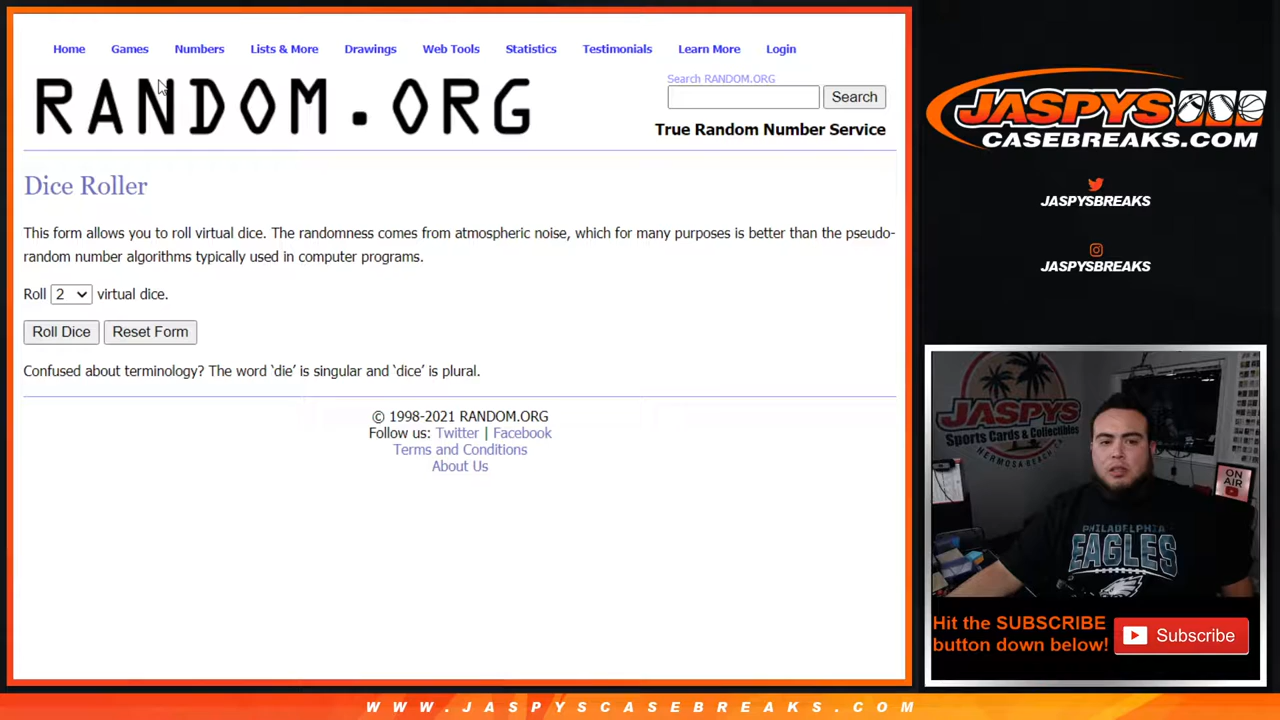 Home Games Numbers Lists & More Drawings Web Tools Statistics Testimonials Learn More Login
RANDOM.ORG
Search RANDOM.ORG
Search
True Random Number Service
Dice Roller
This form allows you to roll virtual dice. The randomness comes from atmospheric noise, which for many purposes is better than the pseudo-
random number algorithms typically used in computer programs.
Roll 2 virtual dice.
Roll Dice Reset Form
Confused about terminology? The word ‘die’ is singular and ‘dice’ is plural.
© 1998-2021 RANDOM.ORG
Follow us: Twitter | Facebook
Terms and Conditions
About Us
JASPYS
CASEBREAKS.COM
JASPYSBREAKS
JASPYSBREAKS
JASPYS
Sports Cards & Collectibles
HERMOSA BEACH, CA
ON
AIR
PHILADELPHIA
EAGLES
Hit the SUBSCRIBE
button down below!
Subscribe
WWW.JASPYSCASEBREAKS.COM